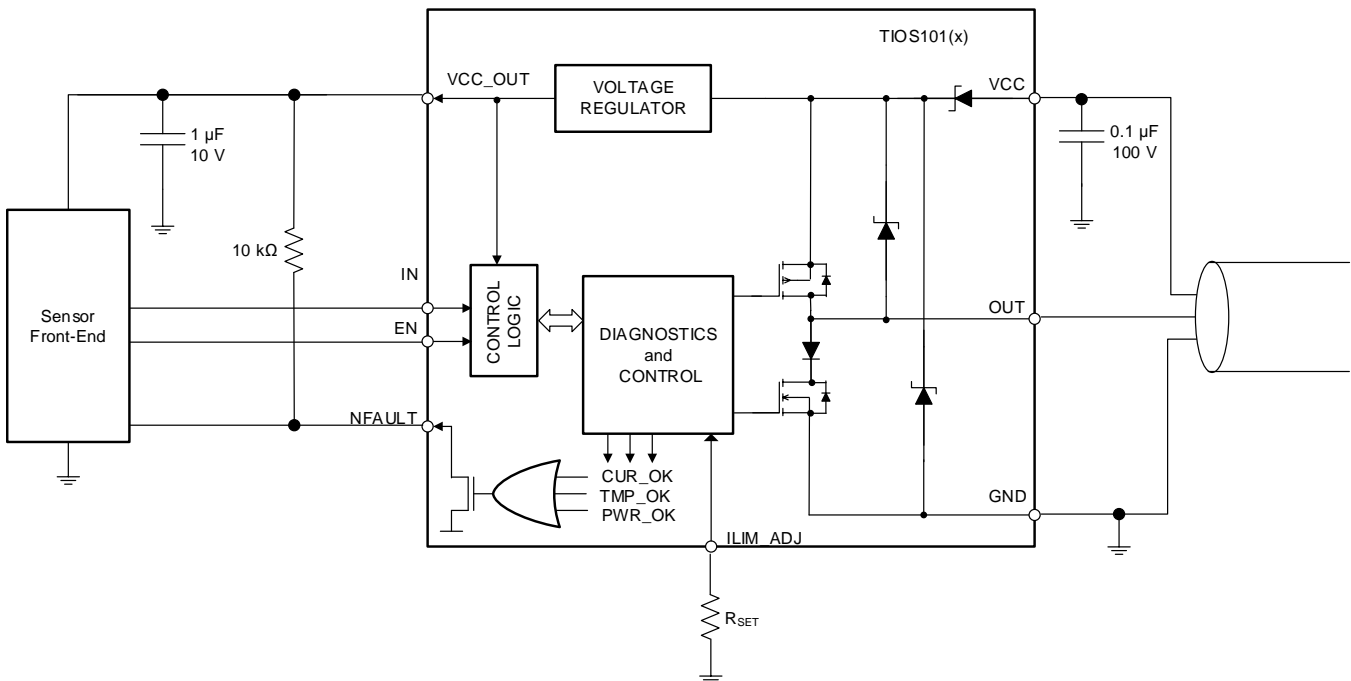 TIOS101(x)
VCC_OUT
VOLTAGE
REGULATOR
VCC
1 µF
10 V
0.1 µF
100 V
10 kΩ
IN
EN
CONTROL
LOGIC
Sensor
Front-End
DIAGNOSTICS
and
CONTROL
OUT
NFAULT
CUR_OK
TMP_OK
PWR_OK
GND
ILIM_ADJ
RSET